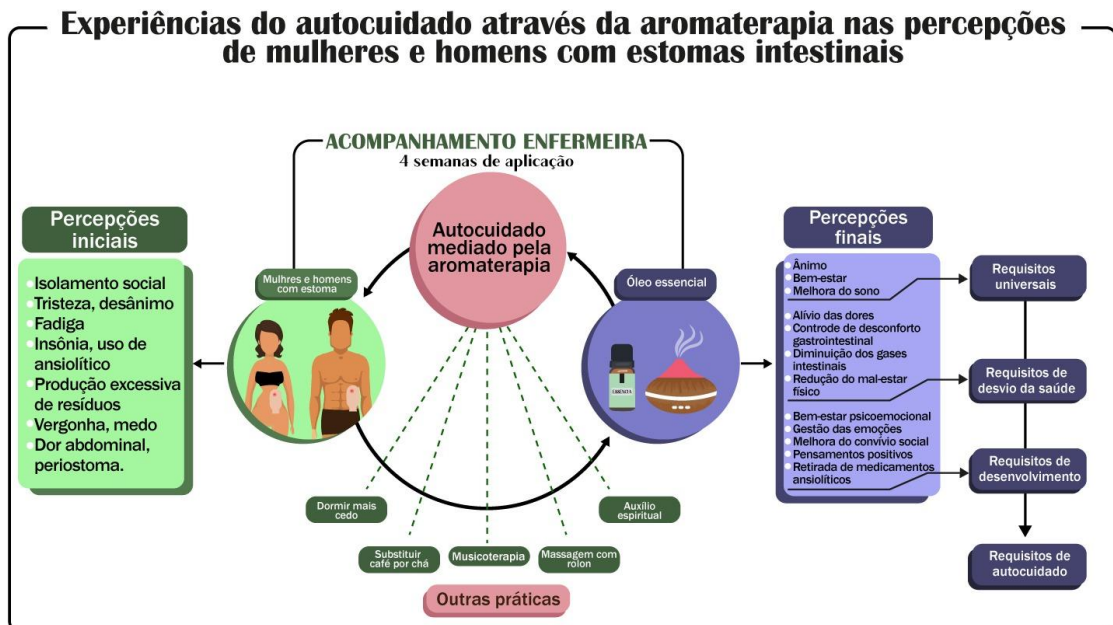 Experiências do autocuidado através da aromaterapia nas percepções
de mulheres e homens com estomas intestinais
ACOMPANHAMENTO ENFERMEIRA
4 semanas de aplicação
Percepções
iniciais
Isolamento social
Tristeza, desânimo
Fadiga
Insônia, uso de
ansiolítico
Produção excessiva
de resíduos
Vergonha, medo
Dor abdominal,
periostoma.
Mulhres e homens
com estoma
Autocuidado
mediado pela
aromaterapia
Óleo essencial
ESSÊNCIA
Dormir mais
cedo
Substituir
café por chá
Musicoterapia
Massagem com
rolon
Auxílio
espiritual
Outras práticas
Percepções
finais
Ânimo
Bem-estar
Melhora do sono
Alívio das dores
Controde de desconforto
gastrointestinal
Diminuição dos gases
intestinais
Redução do mal-estar
físico
Bem-estar psicoemocional
Gestão das emoções
Melhora do convívio social
Pensamentos positivos
Retirada de medicamentos
ansiolíticos
Requisitos
universais
Requisitos de
desvio da saúde
Requisitos de
desenvolvimento
Requisitos de
autocuidado